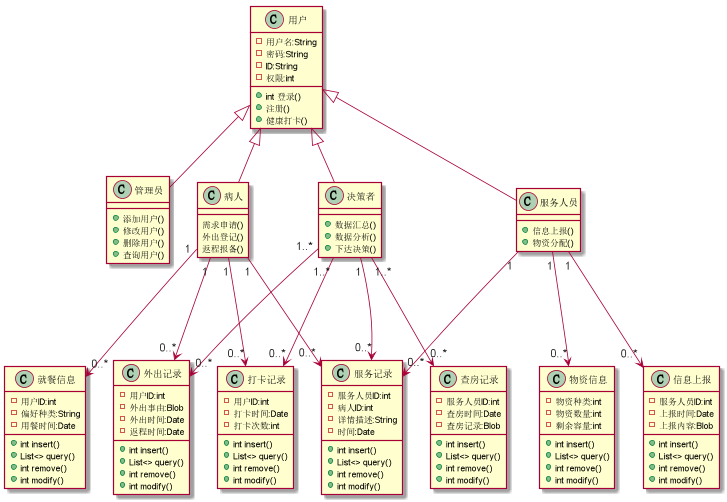 C 用户
用户名:String
密码:String
ID:String
权限:int
int 登录()
注册()
健康打卡()
C 管理员
添加用户()
修改用户()
删除用户()
查询用户()
C 病人
需求申请()
外出登记()
返程报备()
C 决策者
数据汇总()
数据分析()
下达决策()
C 服务人员
信息上报()
物资分配()
1
1
1
1
1..*
1..*
1
1..*
1
1
1
0..*
0..*
0..*
0..*
0..*
0..*
0..*
0..*
0..*
0..*
0..*
C 就餐信息
用户ID:int
偏好种类:String
用餐时间:Date
int insert()
List<> query()
int remove()
int modify()
C 外出记录
用户ID:int
外出事由:Blob
外出时间:Date
返程时间:Date
int insert()
List<> query()
int remove()
int modify()
C 打卡记录
用户ID:int
打卡时间:Date
打卡次数:int
int insert()
List<> query()
int remove()
int modify()
C 服务记录
服务人员ID:int
病人ID:int
详情描述:String
时间:Date
int insert()
List<> query()
int remove()
int modify()
C 查房记录
服务人员ID:int
查房时间:Date
查房记录:Blob
int insert()
List<> query()
int remove()
int modify()
C 物资信息
物资种类:int
物资数量:int
剩余容量:int
int insert()
List<> query()
int remove()
int modify()
C 信息上报
服务人员ID:int
上报时间:Date
上报内容:Blob
int insert()
List<> query()
int remove()
int modify()